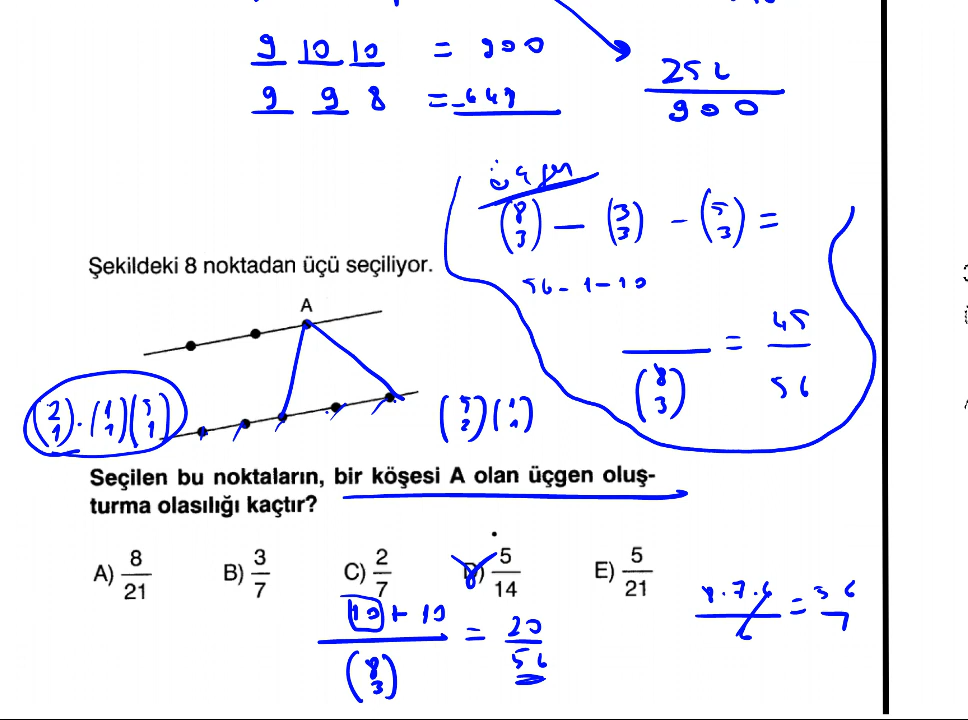 9 10 10 = 900
9 9 8 = -648
252
900
üçgen
(8 3) - (3 3) - (5 3) =
56 - 1 - 10
Şekildeki 8 noktadan üçü seçiliyor.
A
= 45
(8 3) 56
(2 1) . (1 1) (5 1)
(5 2) (1 1)
Seçilen bu noktaların, bir köşesi A olan üçgen oluş-
turma olasılığı kaçtır?
A) 8/21 B) 3/7 C) 2/7 D) 5/14 E) 5/21
10 + 10 = 20
(8 3) 56
8.7.6 = 56
6